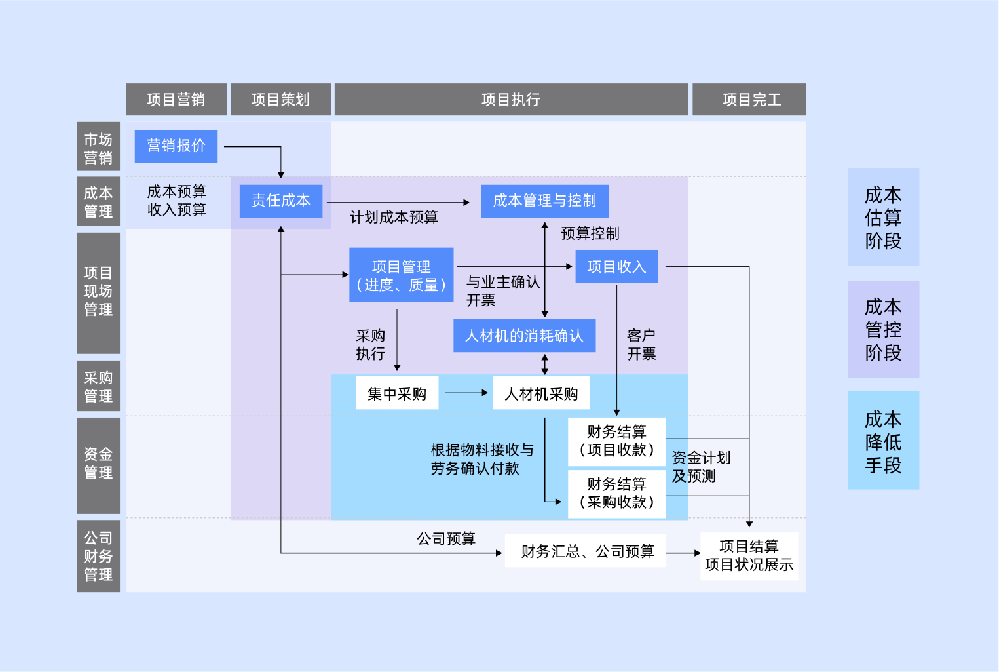 项目营销
项目策划
项目执行
项目完工
市场
营销
营销报价
成本
管理
成本预算
收入预算
责任成本
计划成本预算
成本管理与控制
预算控制
项目
现场
管理
项目管理
（进度、质量）
与业主确认
开票
项目收入
采购
执行
人材机的消耗确认
客户
开票
采购
管理
集中采购
人材机采购
资金
管理
根据物料接收与
劳务确认付款
财务结算
（项目收款）
财务结算
（采购收款）
资金计划
及预测
公司
财务
管理
公司预算
财务汇总、公司预算
项目结算
项目状况展示
成本
估算
阶段
成本
管控
阶段
成本
降低
手段